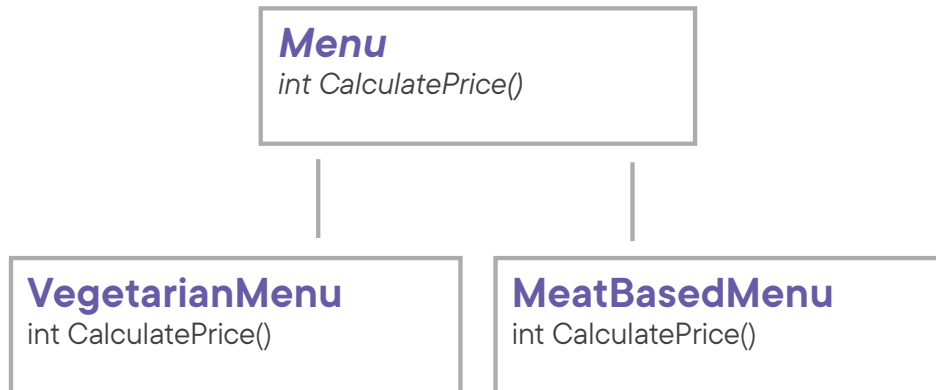 Menu
int CalculatePrice()
VegetarianMenu
int CalculatePrice()
MeatBasedMenu
int CalculatePrice()